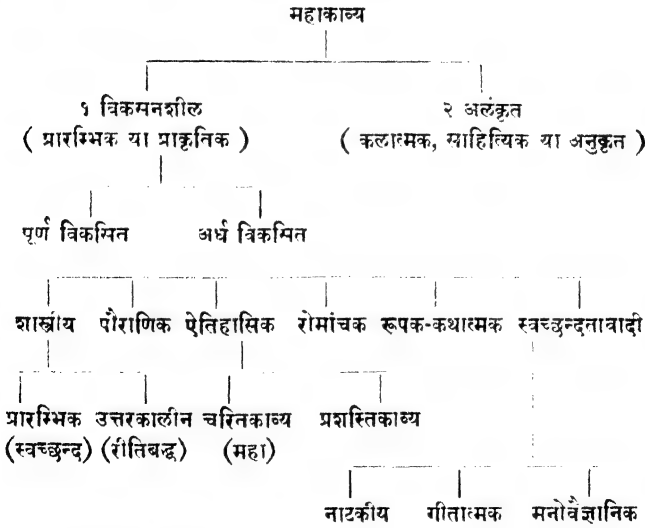 महाकाव्य
१ विकसनशील २ अलंकृत
( प्रारम्भिक या प्राकृतिक ) ( कलात्मक, साहित्यिक या अनुकृत )
पूर्ण विकसित अर्ध विकसित
शास्त्रीय पौराणिक ऐतिहासिक रोमांचक रूपक-कथात्मक स्वच्छन्दतावादी
प्रारम्भिक उत्तरकालीन चरितकाव्य प्रशस्तिकाव्य
(स्वच्छन्द) (रीतिबद्ध) (महा)
नाटकीय गीतात्मक मनोवैज्ञानिक